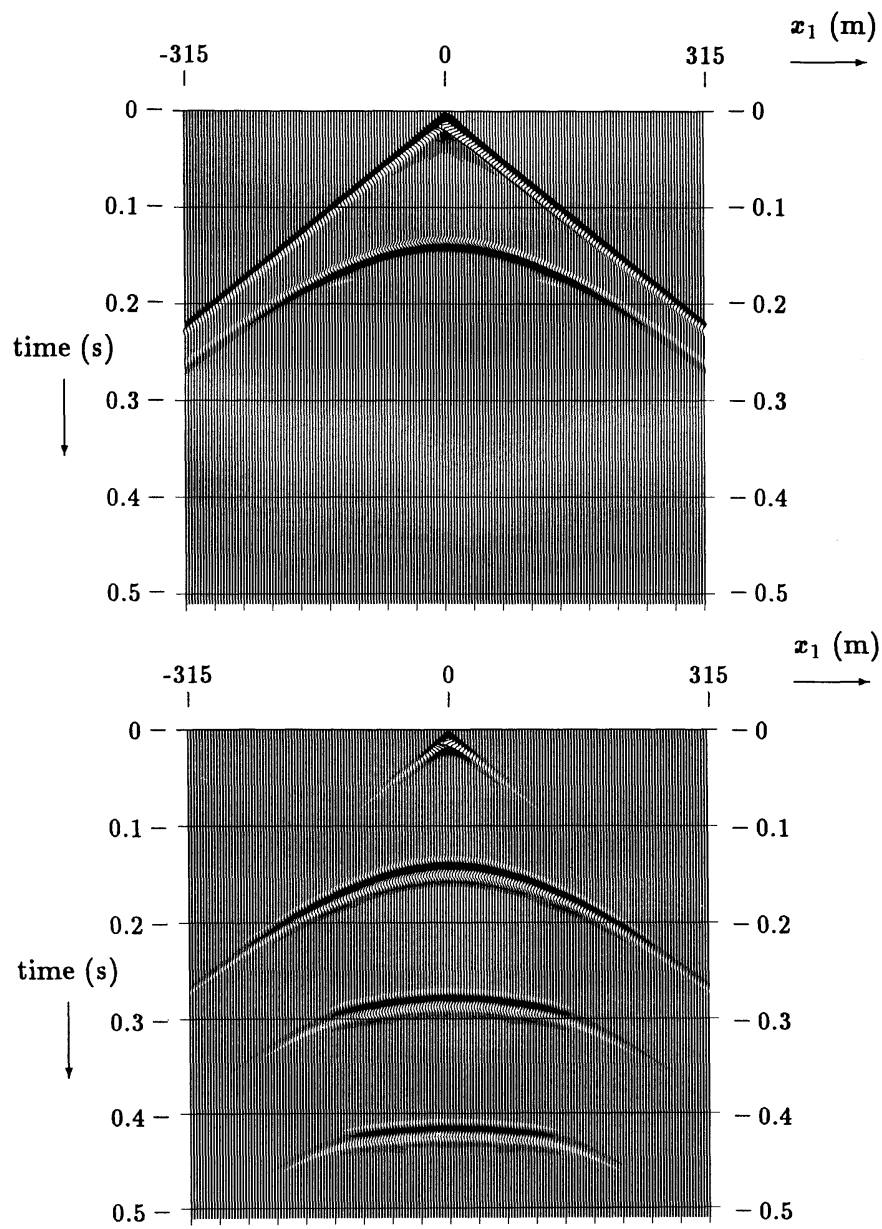 x₁ (m)
-315 0 315
0 – – 0
0.1 – – 0.1
0.2 – – 0.2
time (s)
0.3 – – 0.3
0.4 – – 0.4
0.5 – – 0.5
x₁ (m)
-315 0 315
0 – – 0
0.1 – – 0.1
0.2 – – 0.2
time (s)
0.3 – – 0.3
0.4 – – 0.4
0.5 – – 0.5